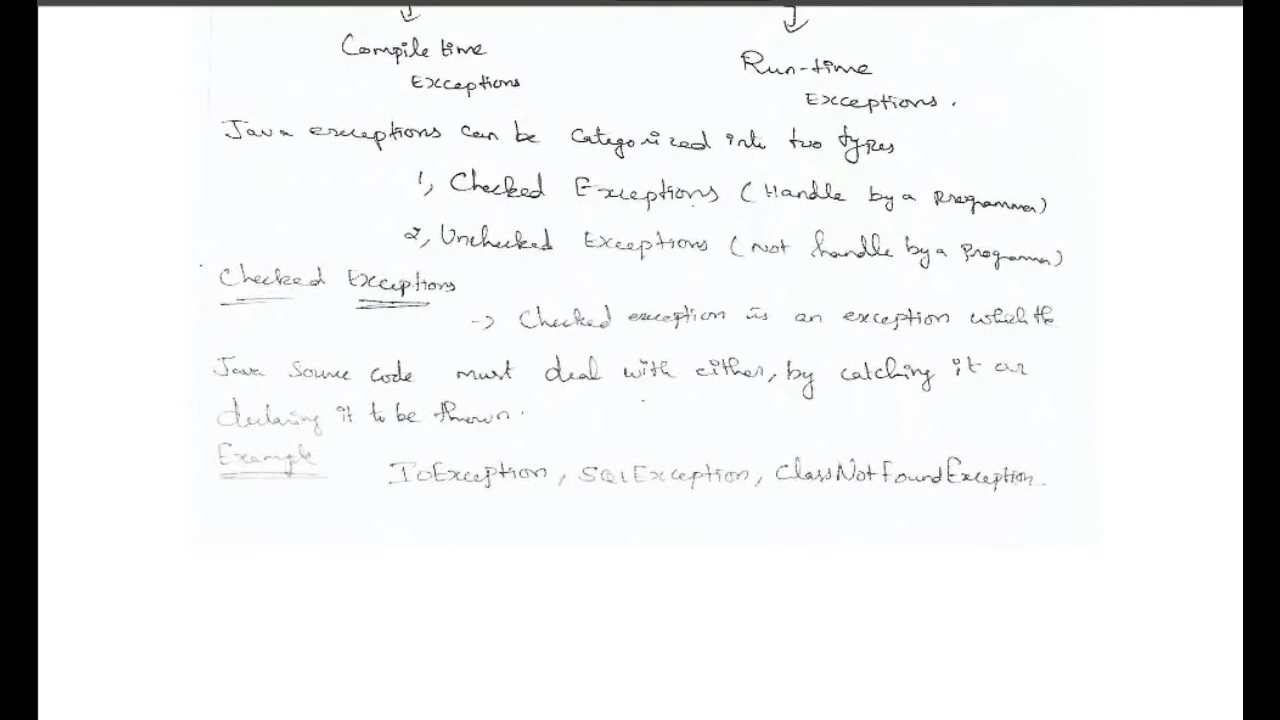 Compile time Run-time
Exceptions Exceptions.
Java exceptions can be categorized into two types
1, Checked Exceptions (Handle by a programmer)
2, Unchecked Exceptions (not handle by a programmer)
Checked Exceptions
-> Checked exception is an exception which the
Java Source code must deal with either, by catching it or
declaring it to be thrown.
Example
IoException, SQLException, ClassNotFoundException.